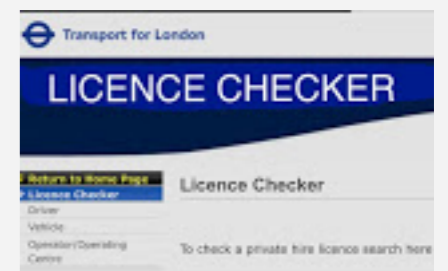 Transport for London
LICENCE CHECKER
Return to Home Page
Licence Checker
Driver
Vehicle
Operator/Operating
Centre
Licence Checker
To check a private hire licence search here